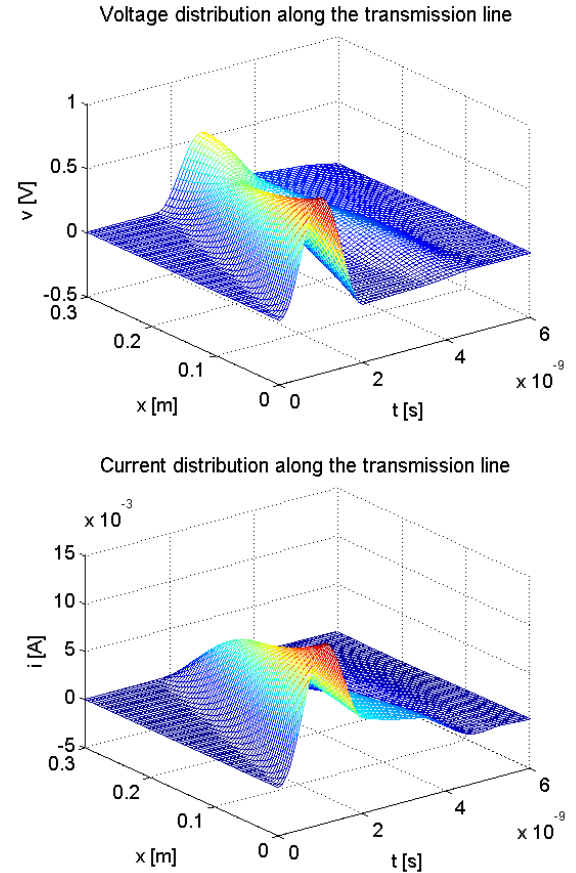 Voltage distribution along the transmission line
1
0.5
0
-0.5
v [V]
0.3
0.2
0.1
0
x [m]
0
2
4
6
x 10^-9
t [s]
Current distribution along the transmission line
x 10^-3
15
10
5
0
-5
i [A]
0.3
0.2
0.1
0
x [m]
0
2
4
6
x 10^-9
t [s]